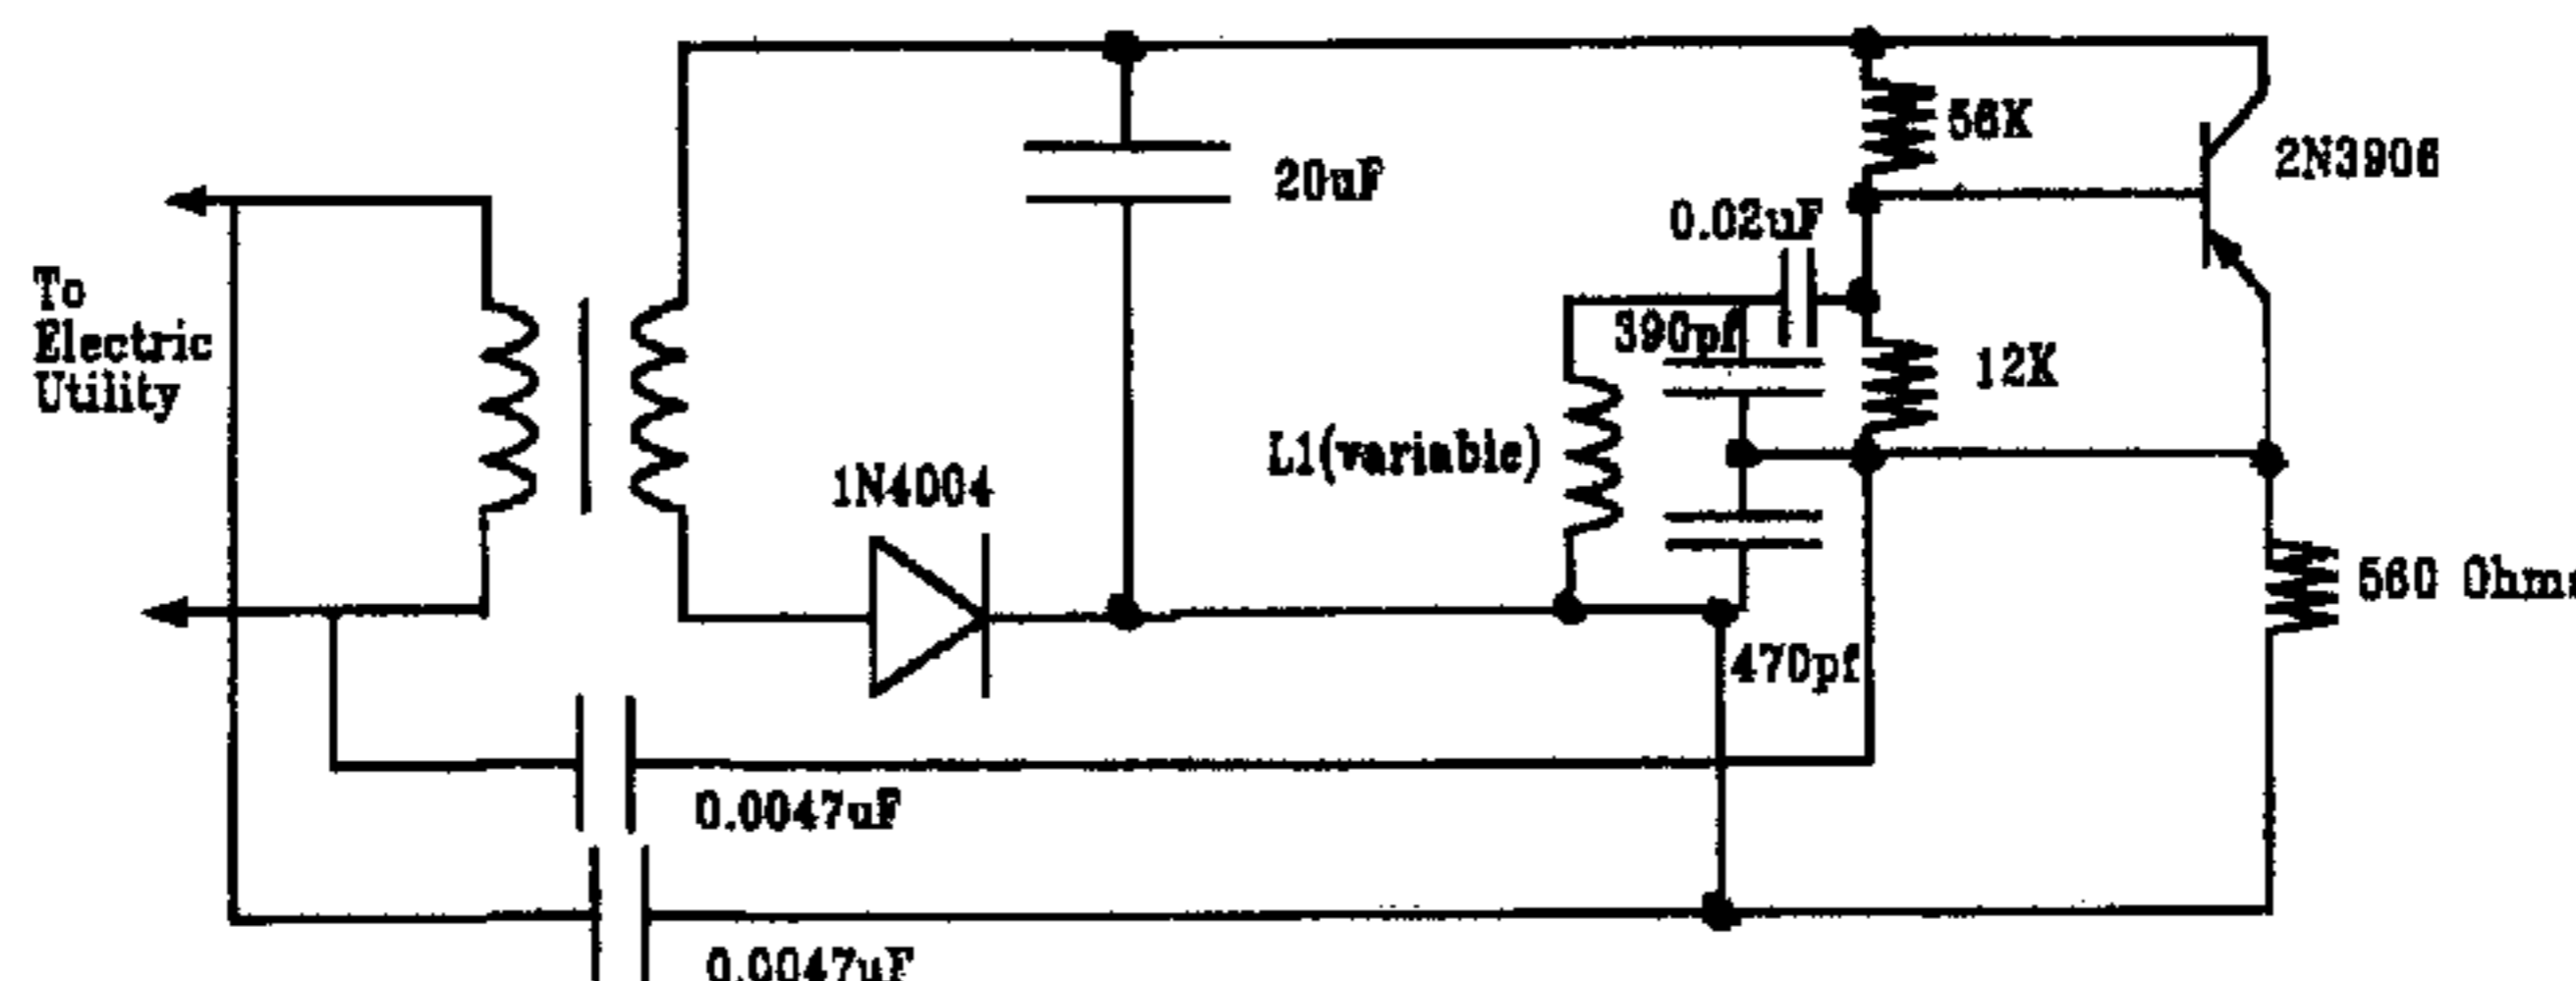 56K
2N3906
20uF
0.02uF
To
Electric
Utility
390pf
12K
L1(variable)
1N4004
560 Ohms
470pf
0.0047uF
0.0047uF